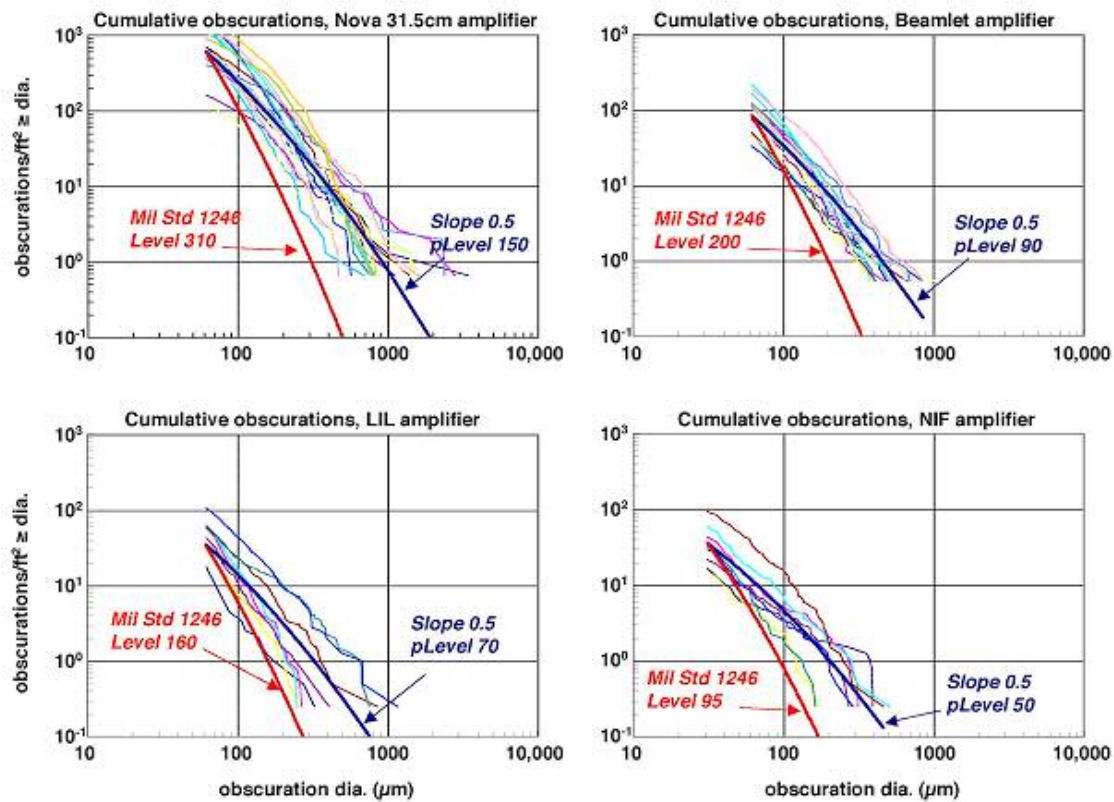 Cumulative obscurations, Nova 31.5cm amplifier
10³
10²
10¹
10⁰
10⁻¹
obscurations/ft² ≥ dia.
Mil Std 1246
Level 310
Slope 0.5
pLevel 150
10
100
1000
10,000
Cumulative obscurations, Beamlet amplifier
10³
10²
10¹
10⁰
10⁻¹
Mil Std 1246
Level 200
Slope 0.5
pLevel 90
10
100
1000
10,000
Cumulative obscurations, LIL amplifier
10³
10²
10¹
10⁰
10⁻¹
obscurations/ft² ≥ dia.
Mil Std 1246
Level 160
Slope 0.5
pLevel 70
10
100
1000
10,000
obscuration dia. (µm)
Cumulative obscurations, NIF amplifier
10³
10²
10¹
10⁰
10⁻¹
Mil Std 1246
Level 95
Slope 0.5
pLevel 50
10
100
1000
10,000
obscuration dia. (µm)